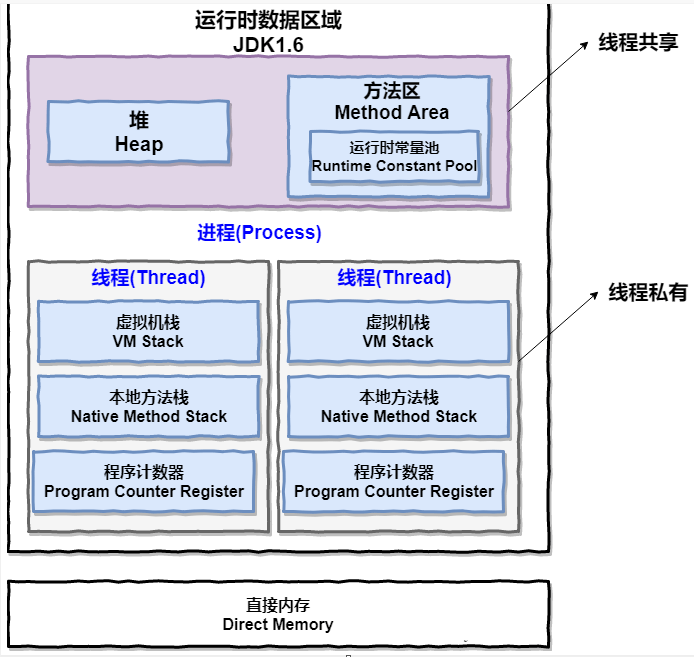 运行时数据区域
JDK1.6
线程共享
堆
Heap
方法区
Method Area
运行时常量池
Runtime Constant Pool
进程(Process)
线程(Thread)
虚拟机栈
VM Stack
本地方法栈
Native Method Stack
程序计数器
Program Counter Register
线程(Thread)
虚拟机栈
VM Stack
本地方法栈
Native Method Stack
程序计数器
Program Counter Register
线程私有
直接内存
Direct Memory